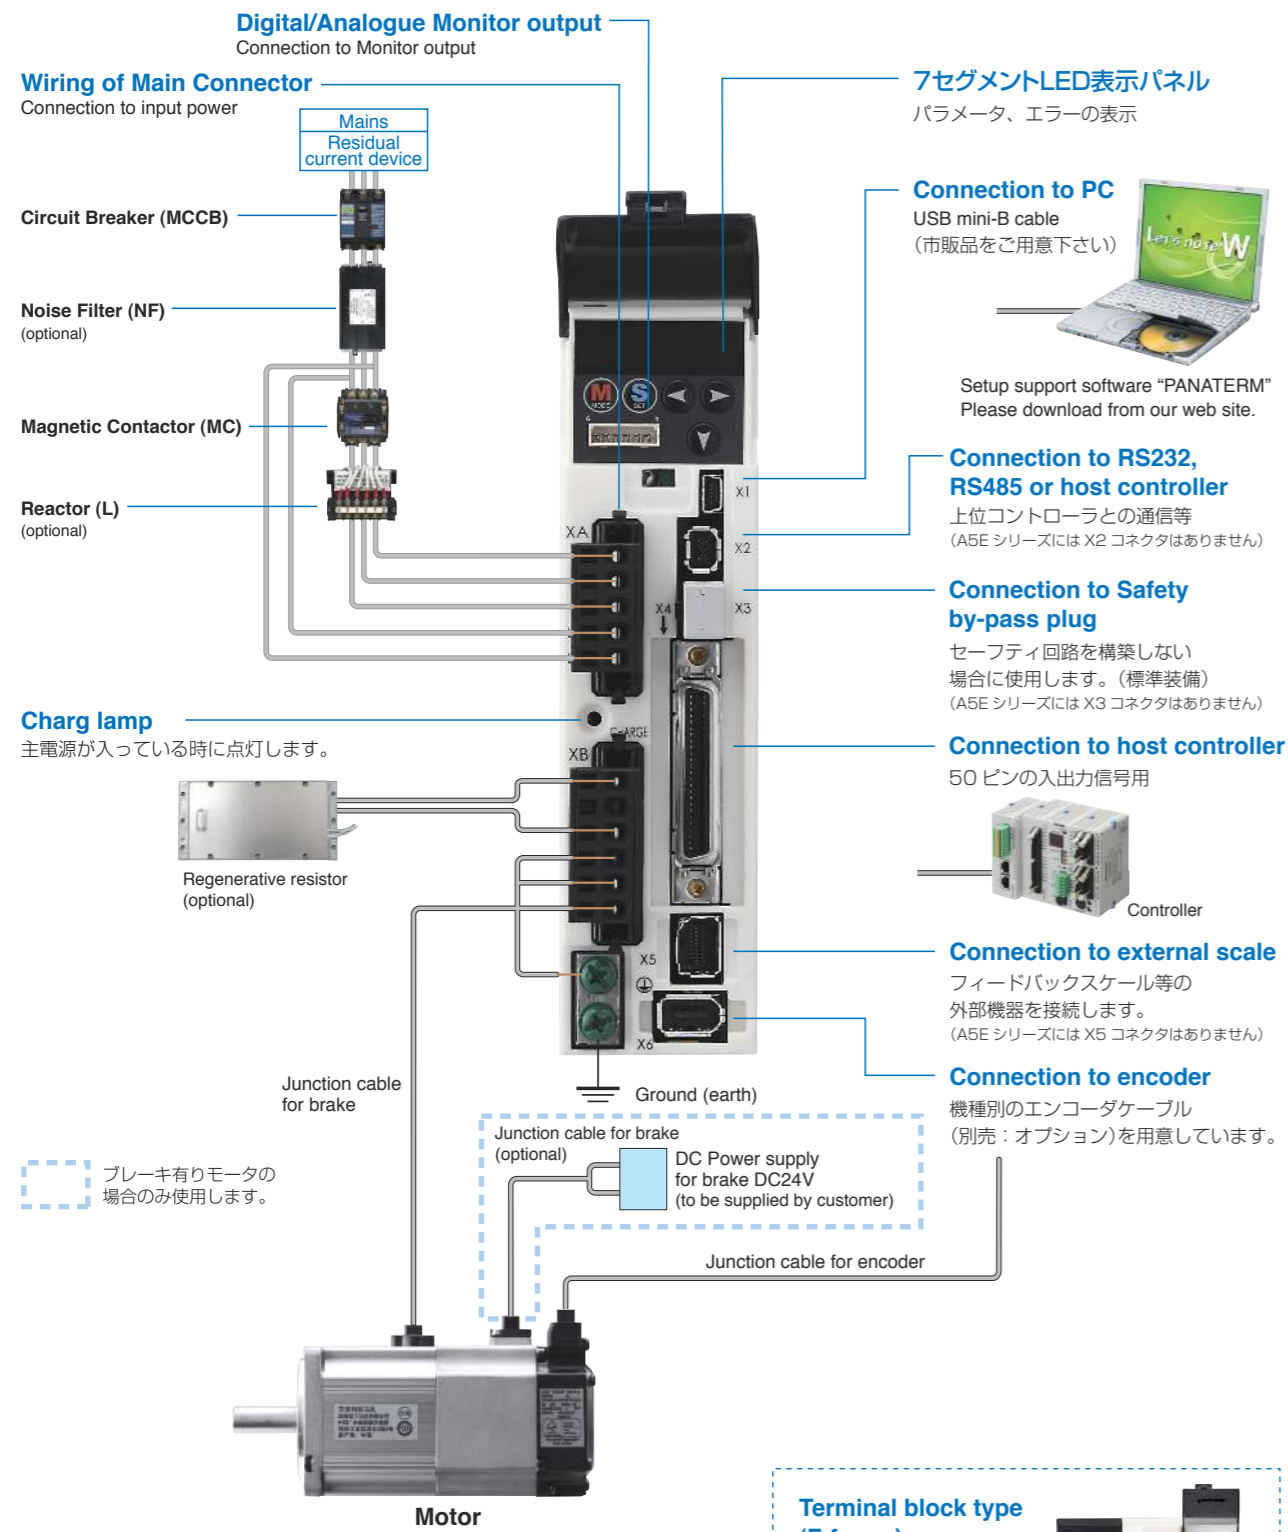 Digital/Analogue Monitor output
Connection to Monitor output
Wiring of Main Connector
Connection to input power
Mains
Residual
current device
Circuit Breaker (MCCB)
Noise Filter (NF)
(optional)
Magnetic Contactor (MC)
Reactor (L)
(optional)
Charg lamp
主電源が入っている時に点灯します。
Regenerative resistor
(optional)
Junction cable
for brake
ブレーキ有りモータの
場合のみ使用します。
M
MODE
S
SET
X1
XA
X2
X4
X3
CHARGE
XB
X5
X6
Ground (earth)
Junction cable for brake
(optional)
DC Power supply
for brake DC24V
(to be supplied by customer)
Junction cable for encoder
Motor
7セグメントLED表示パネル
パラメータ、エラーの表示
Connection to PC
USB mini-B cable
（市販品をご用意下さい）
Let's note W
Setup support software “PANATERM”
Please download from our web site.
Connection to RS232,
RS485 or host controller
上位コントローラとの通信等
（A5E シリーズには X2 コネクタはありません）
Connection to Safety
by-pass plug
セーフティ回路を構築しない
場合に使用します。（標準装備）
（A5E シリーズには X3 コネクタはありません）
Connection to host controller
50 ピンの入出力信号用
Controller
Connection to external scale
フィードバックスケール等の
外部機器を接続します。
（A5E シリーズには X5 コネクタはありません）
Connection to encoder
機種別のエンコーダケーブル
（別売：オプション）を用意しています。
Terminal block type